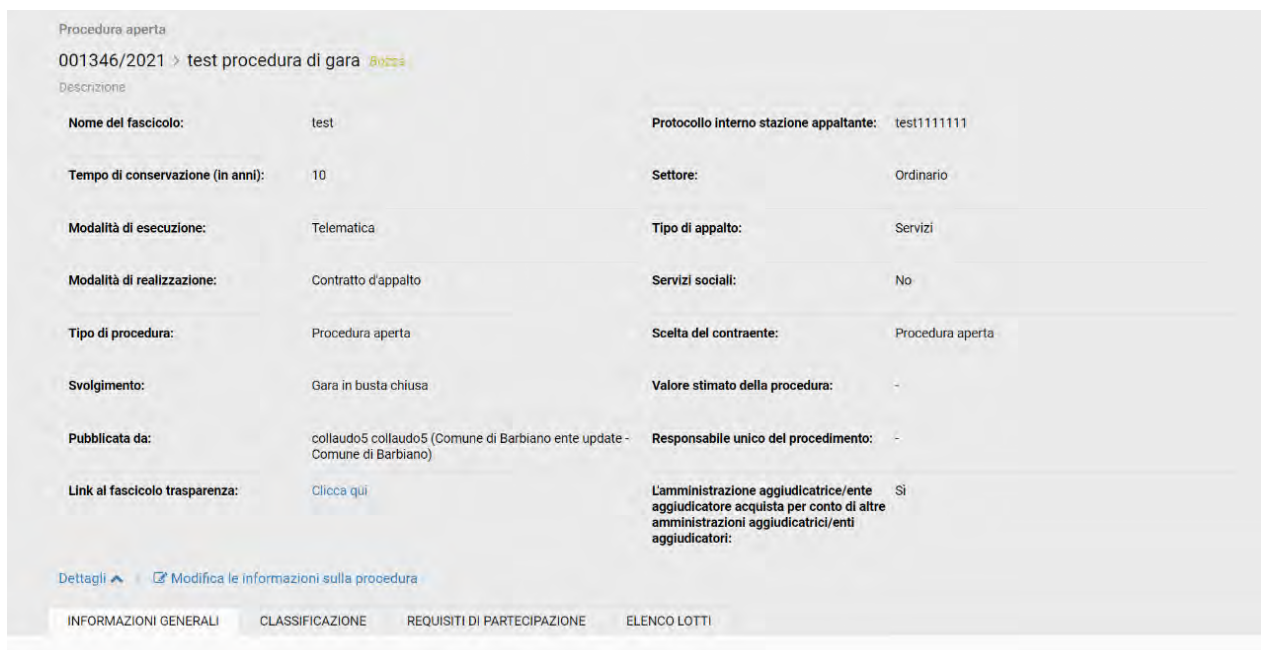 Procedura aperta
001346/2021 > test procedura di gara Bozza
Descrizione
Nome del fascicolo: test Protocollo interno stazione appaltante: test1111111
Tempo di conservazione (in anni): 10 Settore: Ordinario
Modalità di esecuzione: Telematica Tipo di appalto: Servizi
Modalità di realizzazione: Contratto d'appalto Servizi sociali: No
Tipo di procedura: Procedura aperta Scelta del contraente: Procedura aperta
Svolgimento: Gara in busta chiusa Valore stimato della procedura: -
Pubblicata da: collaudo5 collaudo5 (Comune di Barbiano ente update - Responsabile unico del procedimento: -
Comune di Barbiano)
Link al fascicolo trasparenza: Clicca qui L'amministrazione aggiudicatrice/ente Sì
aggiudicatore acquista per conto di altre
amministrazioni aggiudicatrici/enti
aggiudicatori:
Dettagli Modifica le informazioni sulla procedura
INFORMAZIONI GENERALI CLASSIFICAZIONE REQUISITI DI PARTECIPAZIONE ELENCO LOTTI